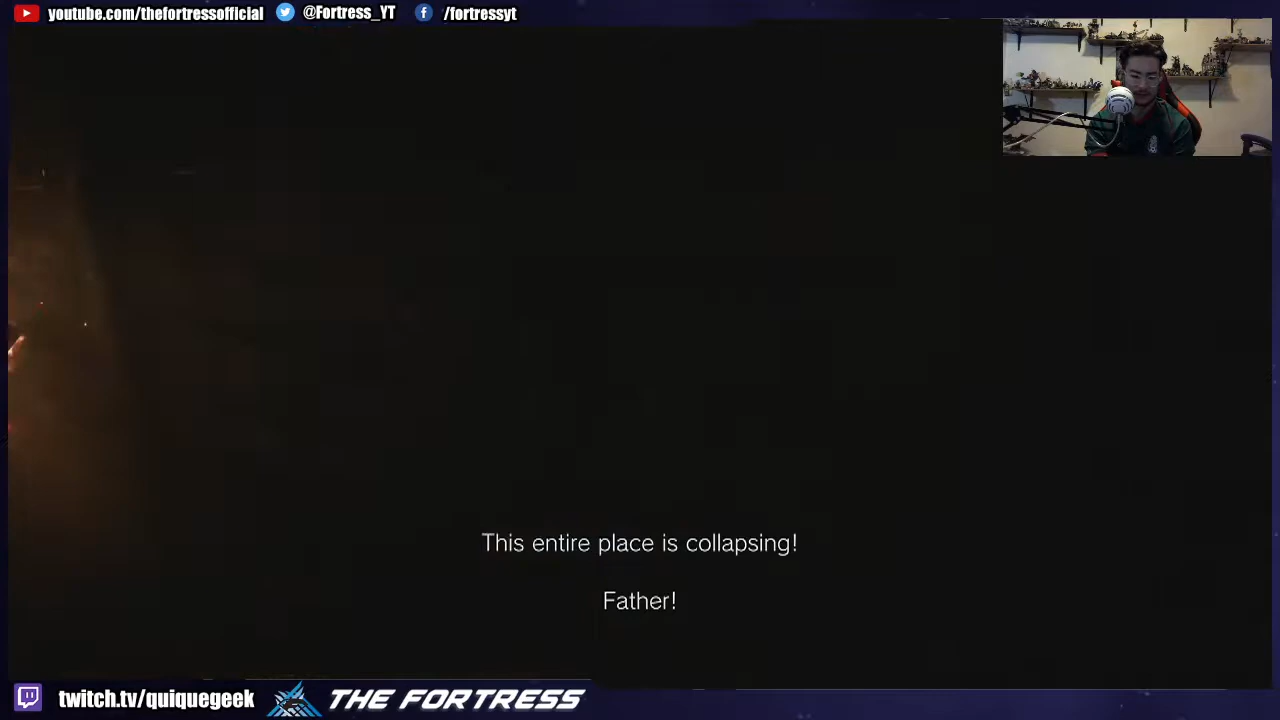 youtube.com/thefortressofficial @Fortress_YT /fortressyt
This entire place is collapsing!
Father!
twitch.tv/quiquegeek THE FORTRESS